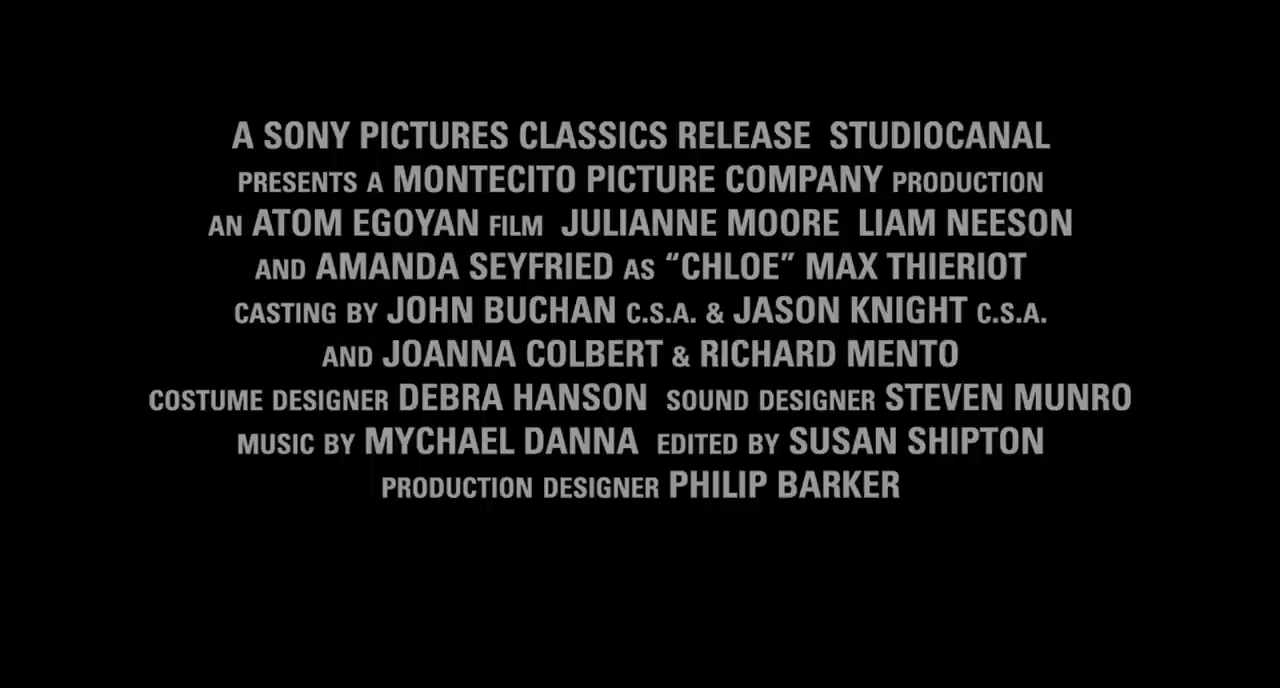 A SONY PICTURES CLASSICS RELEASE STUDIOCANAL
PRESENTS A MONTECITO PICTURE COMPANY PRODUCTION
AN ATOM EGOYAN FILM JULIANNE MOORE LIAM NEESON
AND AMANDA SEYFRIED AS “CHLOE” MAX THIERIOT
CASTING BY JOHN BUCHAN C.S.A. & JASON KNIGHT C.S.A.
AND JOANNA COLBERT & RICHARD MENTO
COSTUME DESIGNER DEBRA HANSON SOUND DESIGNER STEVEN MUNRO
MUSIC BY MYCHAEL DANNA EDITED BY SUSAN SHIPTON
PRODUCTION DESIGNER PHILIP BARKER